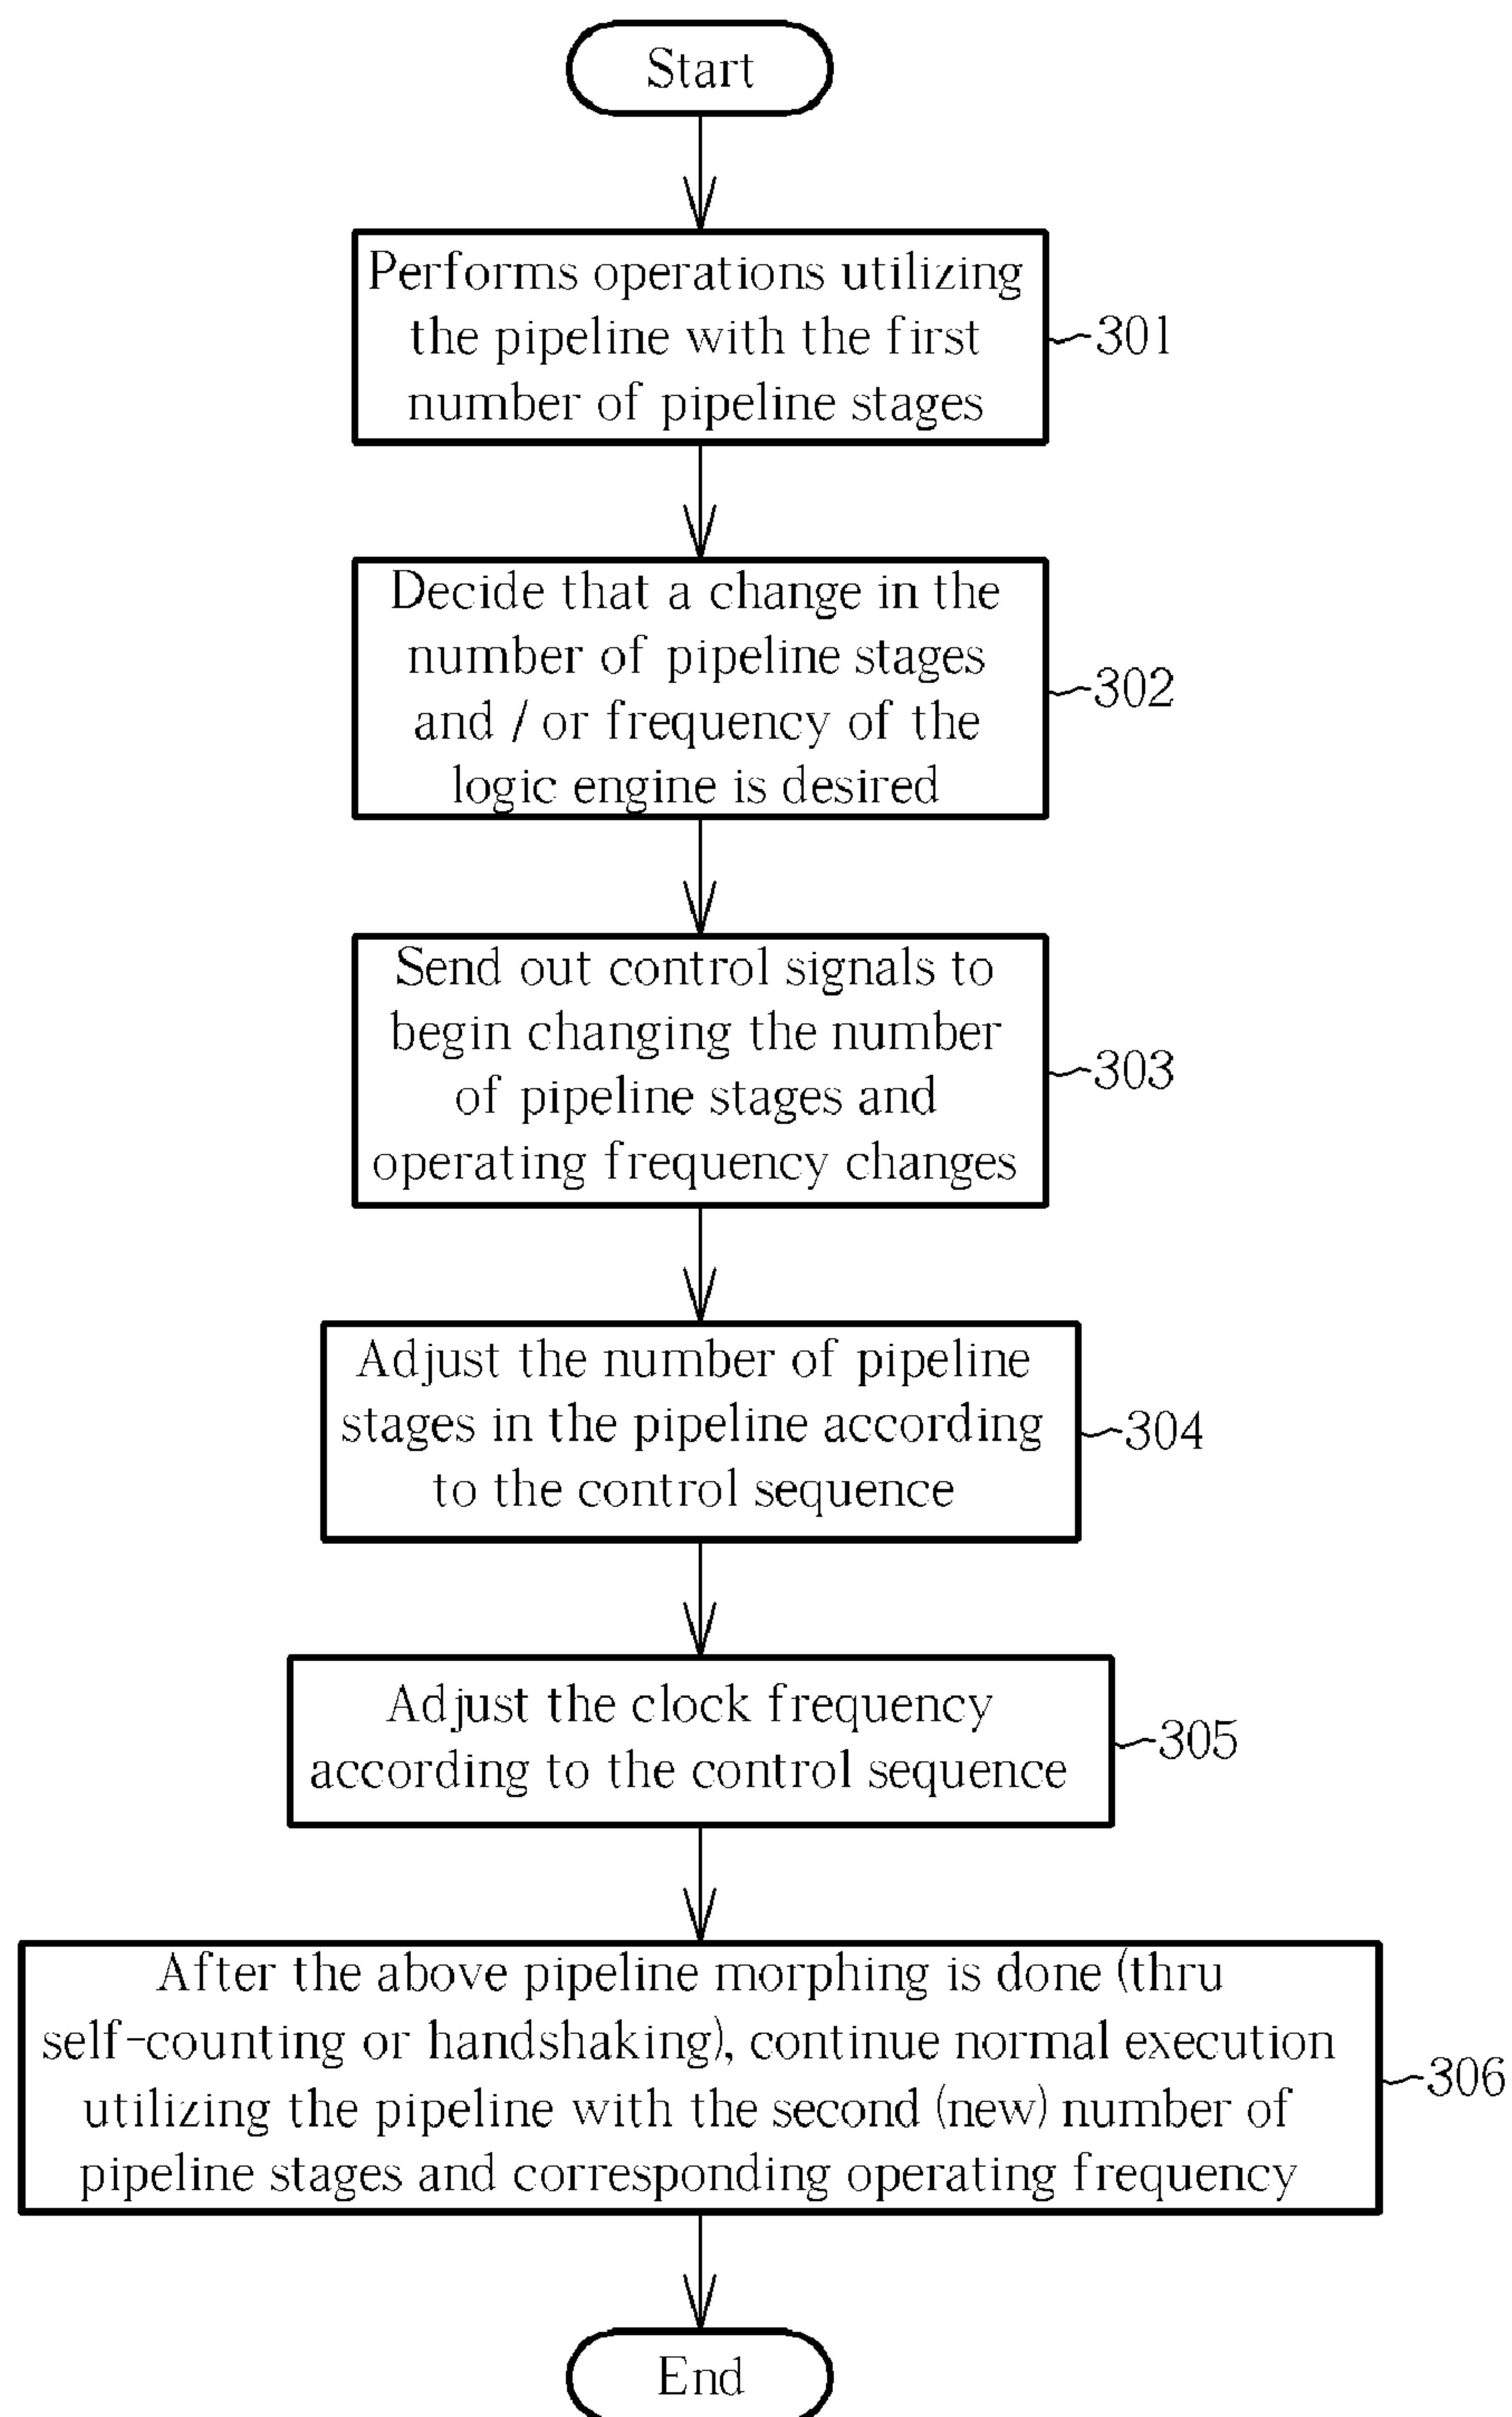 Start
Performs operations utilizing
the pipeline with the first
number of pipeline stages
301
Decide that a change in the
number of pipeline stages
and / or frequency of the
logic engine is desired
302
Send out control signals to
begin changing the number
of pipeline stages and
operating frequency changes
303
Adjust the number of pipeline
stages in the pipeline according
to the control sequence
304
Adjust the clock frequency
according to the control sequence
305
After the above pipeline morphing is done (thru
self-counting or handshaking), continue normal execution
utilizing the pipeline with the second (new) number of
pipeline stages and corresponding operating frequency
306
End